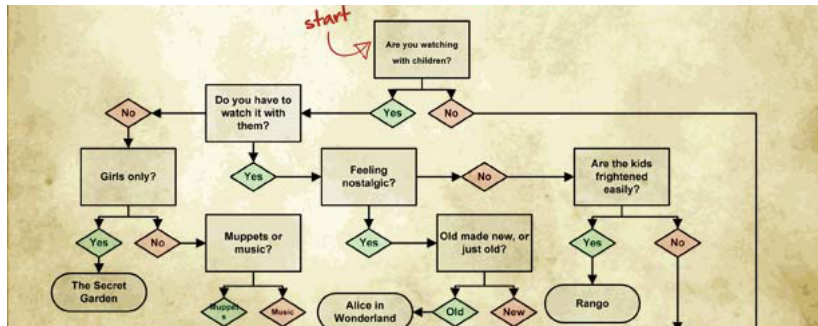 start
Are you watching
with children?
No
Do you have to
watch it with
them?
Yes
No
Girls only?
Yes
Feeling
nostalgic?
No
Are the kids
frightened
easily?
Yes
No
Muppets or
music?
Yes
Old made new, or
just old?
Yes
No
The Secret
Garden
Muppet
s
Music
Alice in
Wonderland
Old
New
Rango